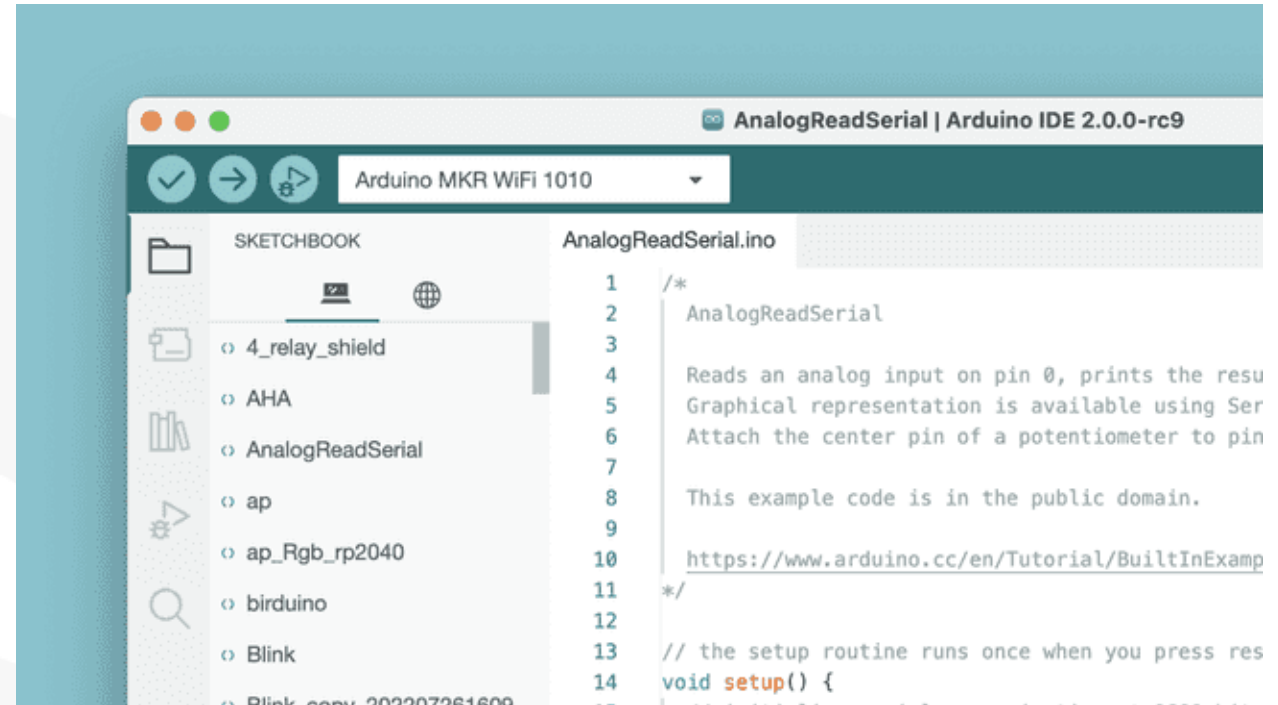 AnalogReadSerial | Arduino IDE 2.0.0-rc9
Arduino MKR WiFi 1010
SKETCHBOOK
4_relay_shield
AHA
AnalogReadSerial
ap
ap_Rgb_rp2040
birduino
Blink
Blink_copy_202207261609
AnalogReadSerial.ino
1 /*
2 AnalogReadSerial
3
4 Reads an analog input on pin 0, prints the resu
5 Graphical representation is available using Ser
6 Attach the center pin of a potentiometer to pin
7
8 This example code is in the public domain.
9
10 https://www.arduino.cc/en/Tutorial/BuiltInExamp
11 */
12
13 // the setup routine runs once when you press res
14 void setup() {